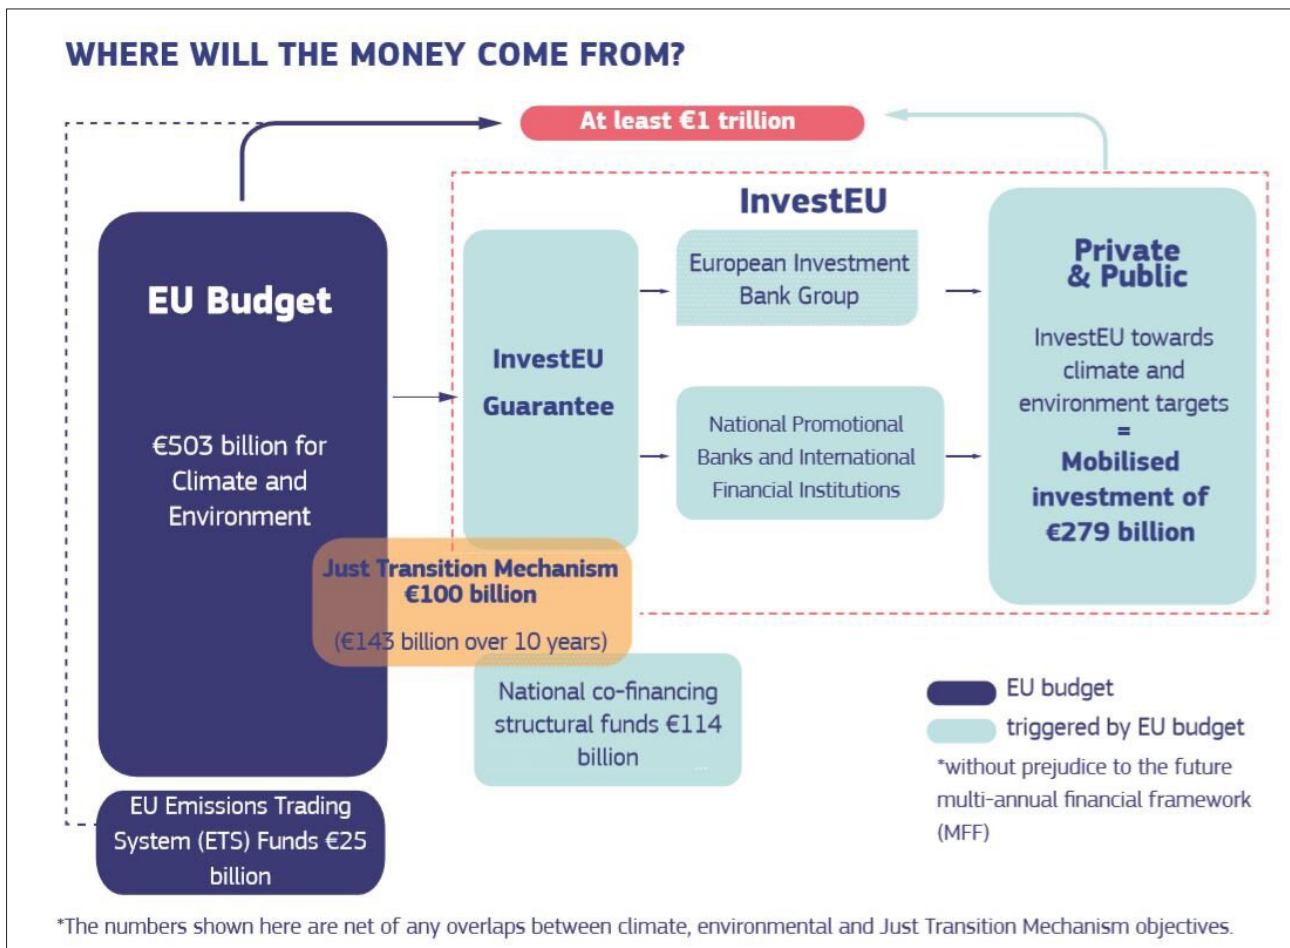 WHERE WILL THE MONEY COME FROM?
At least €1 trillion
InvestEU
EU Budget
€503 billion for
Climate and
Environment
InvestEU
Guarantee
European Investment
Bank Group
National Promotional
Banks and International
Financial Institutions
Private
& Public
InvestEU towards
climate and
environment targets
=
Mobilised
investment of
€279 billion
Just Transition Mechanism
€100 billion
(€143 billion over 10 years)
National co-financing
structural funds €114
billion
EU Emissions Trading
System (ETS) Funds €25
billion
EU budget
triggered by EU budget
*without prejudice to the future
multi-annual financial framework
(MFF)
*The numbers shown here are net of any overlaps between climate, environmental and Just Transition Mechanism objectives.